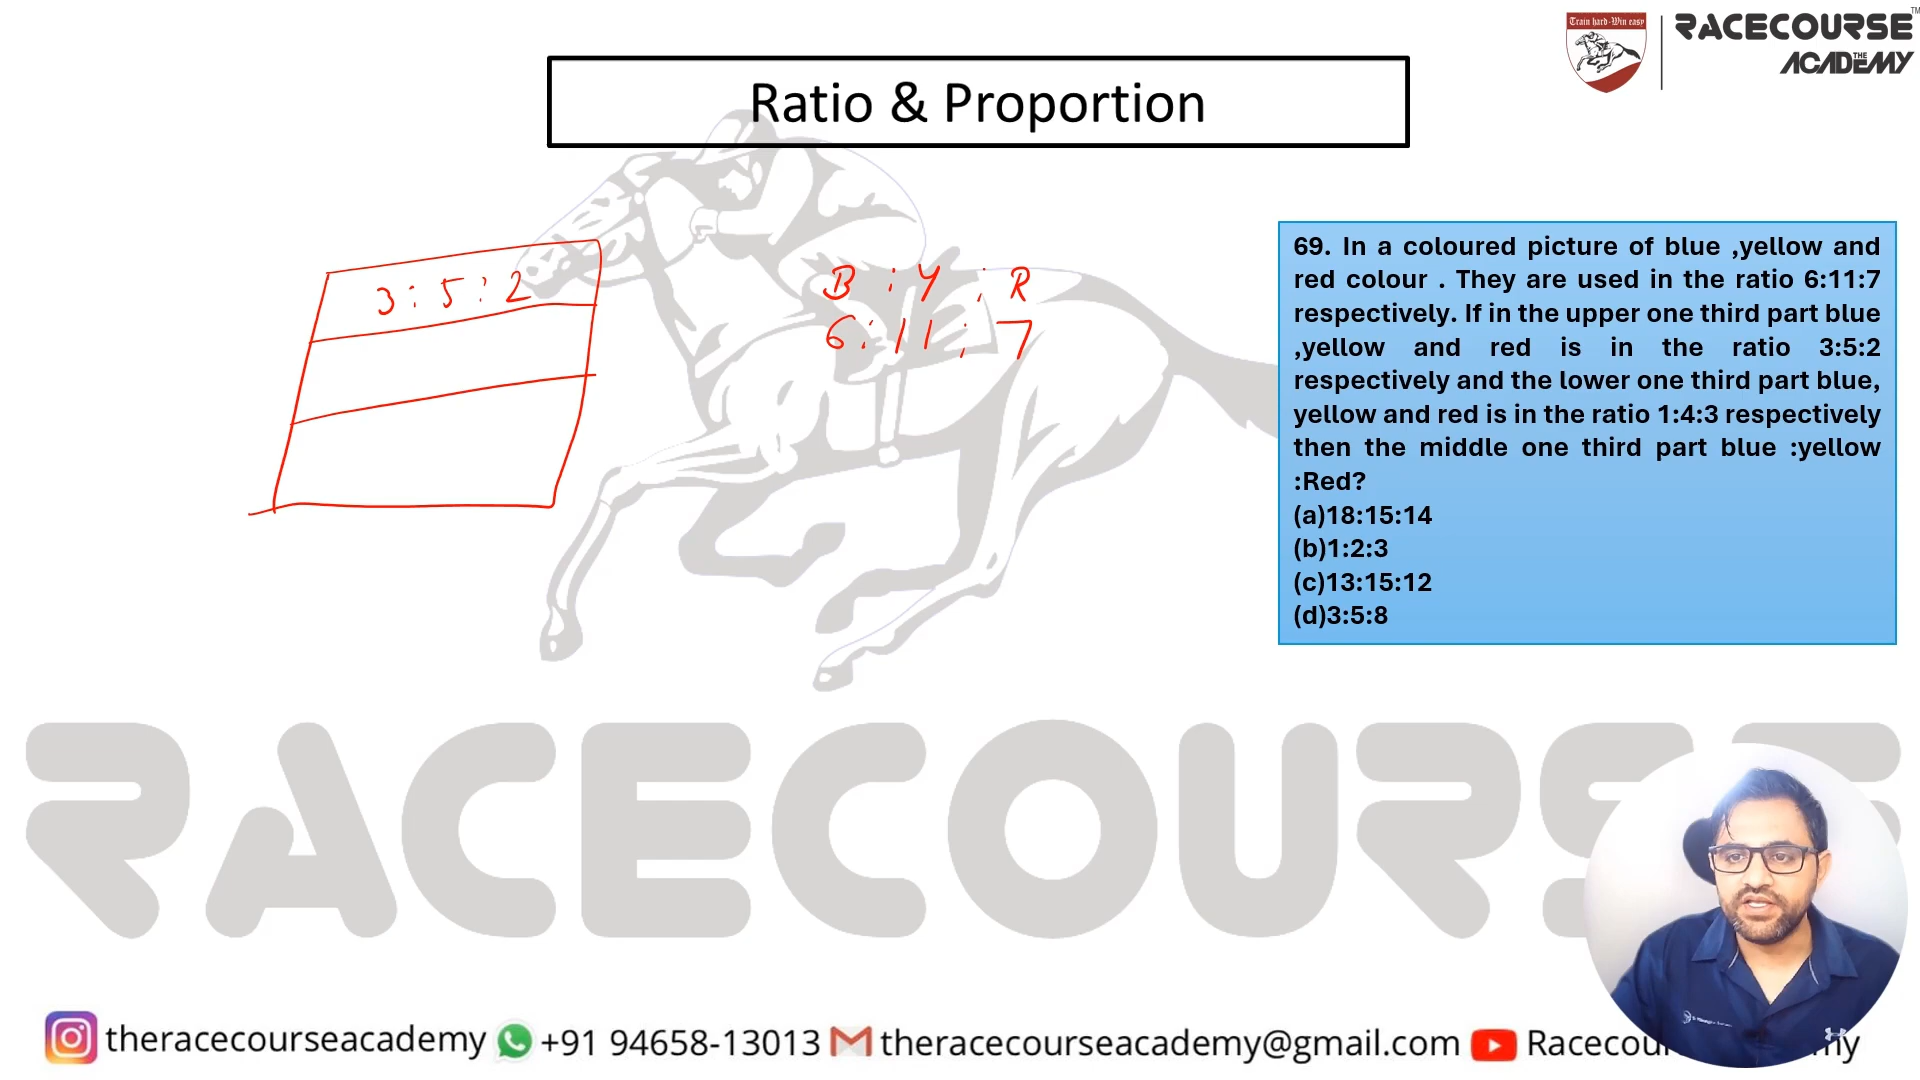 Train hard-Win easy
RACECOURSE™
THE ACADEMY
Ratio & Proportion
3:5:2
B : Y : R
6:11:7
69. In a coloured picture of blue ,yellow and
red colour . They are used in the ratio 6:11:7
respectively. If in the upper one third part blue
,yellow and red is in the ratio 3:5:2
respectively and the lower one third part blue,
yellow and red is in the ratio 1:4:3 respectively
then the middle one third part blue :yellow
:Red?
(a)18:15:14
(b)1:2:3
(c)13:15:12
(d)3:5:8
RACECOURSE
theracecourseacademy +91 94658-13013 theracecourseacademy@gmail.com